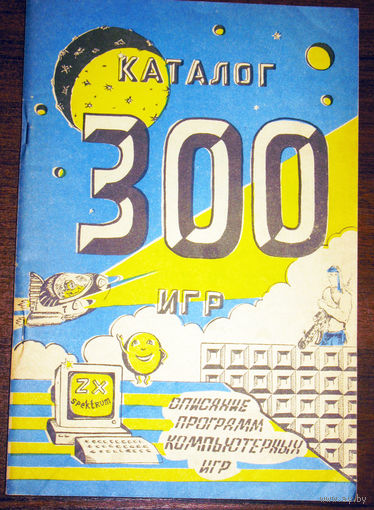 КАТАЛОГ
300
ИГР
ZX
spektrum
ОПИСАНИЕ
ПРОГРАММ
КОМПЬЮТЕРНЫХ
ИГР